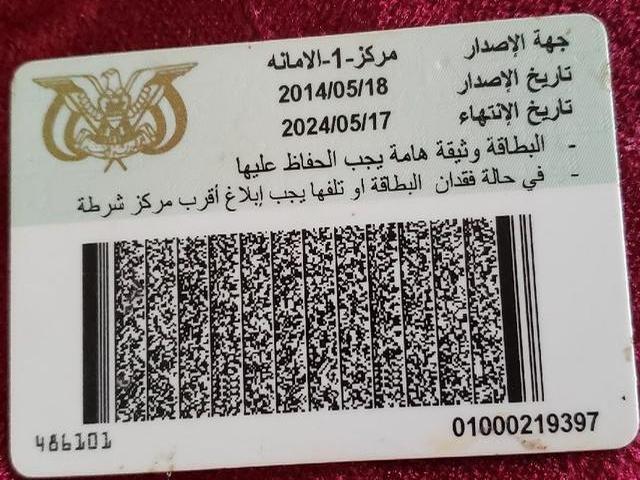 جهة الإصدار مركز-1-الامانه
تاريخ الإصدار 2014/05/18
تاريخ الإنتهاء 2024/05/17
- البطاقة وثيقة هامة يجب الحفاظ عليها
- في حالة فقدان البطاقة او تلفها يجب إبلاغ أقرب مركز شرطة
486101
01000219397